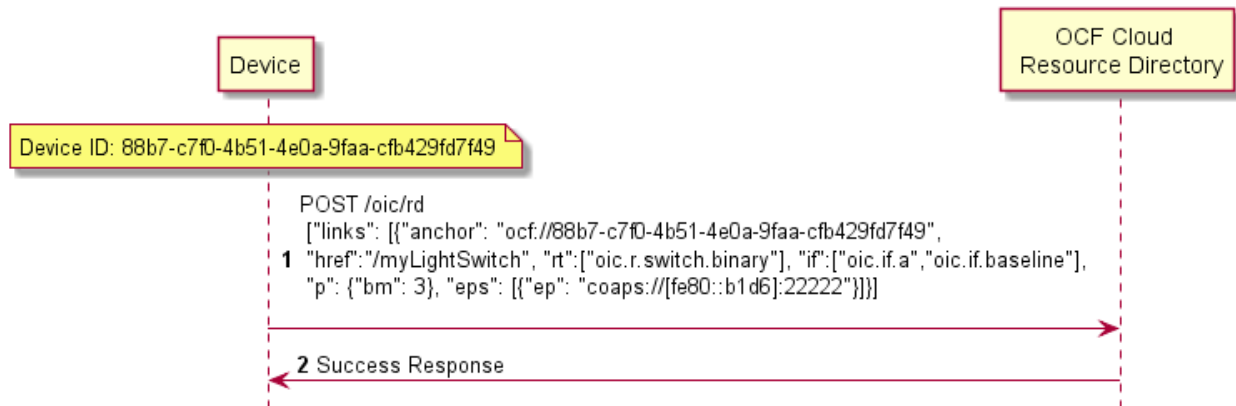 Device
OCF Cloud
Resource Directory
Device ID: 88b7-c7f0-4b51-4e0a-9faa-cfb429fd7f49
POST /oic/rd
["links": [{"anchor": "ocf://88b7-c7f0-4b51-4e0a-9faa-cfb429fd7f49",
1 "href":"/myLightSwitch", "rt":["oic.r.switch.binary"], "if":["oic.if.a","oic.if.baseline"],
"p": {"bm": 3}, "eps": [{"ep": "coaps://[fe80::b1d6]:22222"}]}]
2 Success Response